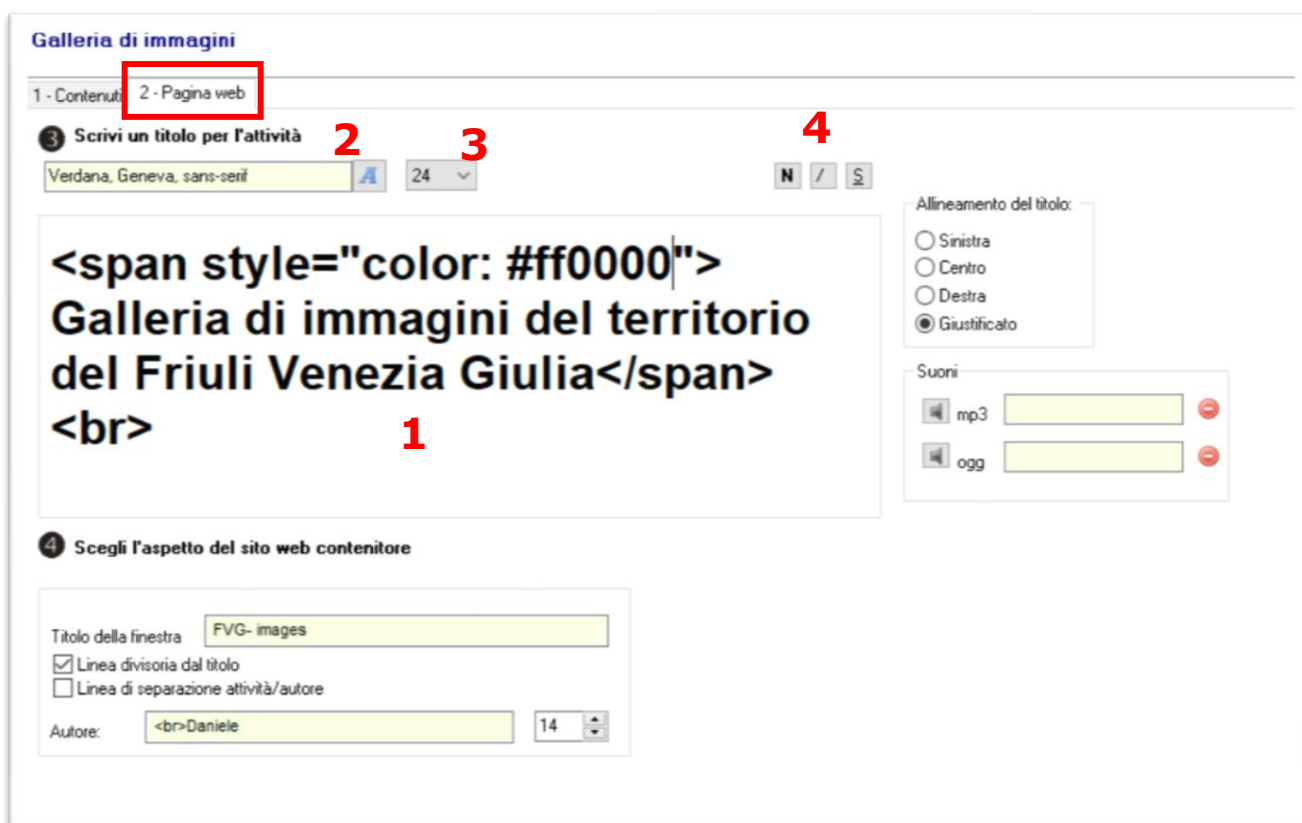 Galleria di immagini
1 - Contenuti 2 - Pagina web
3 Scrivi un titolo per l'attività
2
3
4
Verdana, Geneva, sans-serif A 24 N / S
<span style="color: #ff0000">
Galleria di immagini del territorio
del Friuli Venezia Giulia</span>
<br>
1
Allineamento del titolo:
Sinistra
Centro
Destra
Giustificato
Suoni
mp3
ogg
4 Scegli l'aspetto del sito web contenitore
Titolo della finestra FVG- images
Linea divisoria dal titolo
Linea di separazione attività/autore
Autore: <br>Daniele 14